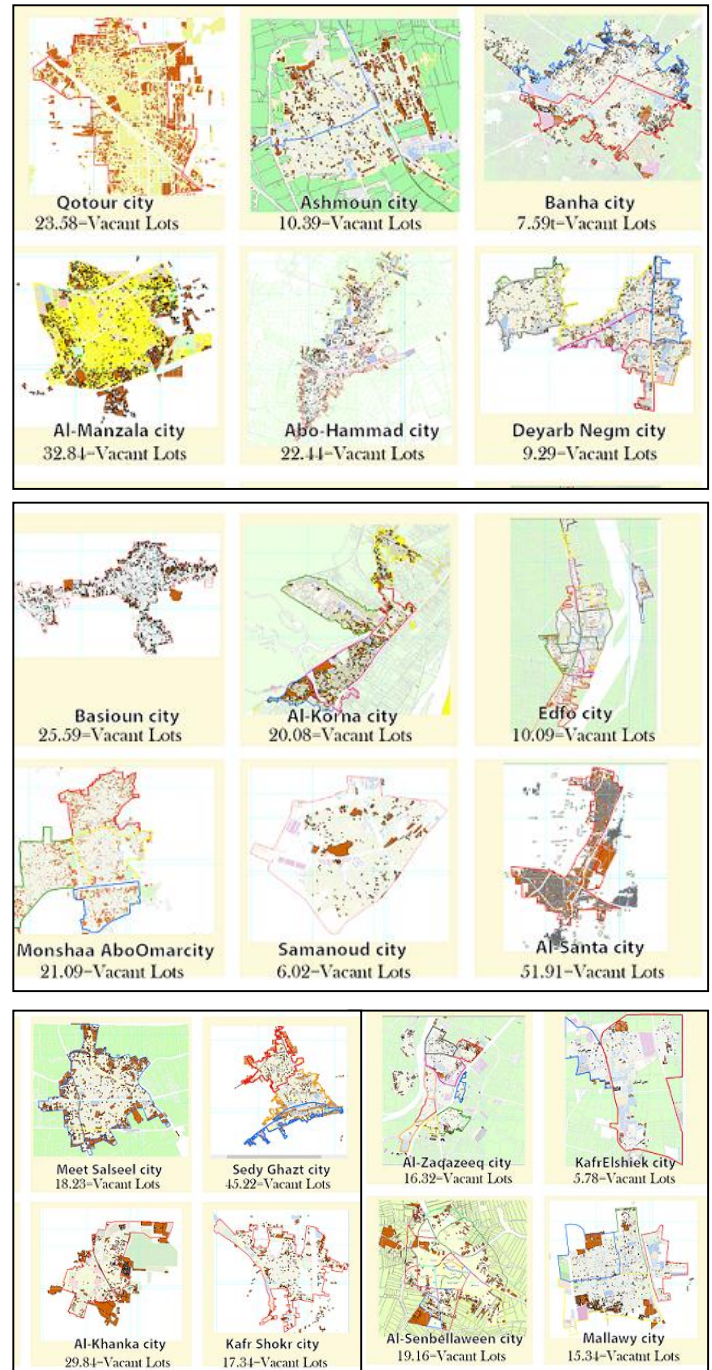 Qotour city
23.58=Vacant Lots
Ashmoun city
10.39=Vacant Lots
Banha city
7.59t=Vacant Lots
Al-Manzala city
32.84=Vacant Lots
Abo-Hammad city
22.44=Vacant Lots
Deyarb Negm city
9.29=Vacant Lots
Basioun city
25.59=Vacant Lots
Al-Korna city
20.08=Vacant Lots
Edfo city
10.09=Vacant Lots
Monshaa AboOmarcity
21.09=Vacant Lots
Samanoud city
6.02=Vacant Lots
Al-Santa city
51.91=Vacant Lots
Meet Salseel city
18.23=Vacant Lots
Sedy Ghazt city
45.22=Vacant Lots
Al-Zaqazeeq city
16.32=Vacant Lots
KafrElshiek city
5.78=Vacant Lots
Al-Khanka city
29.84=Vacant Lots
Kafr Shokr city
17.34=Vacant Lots
Al-Senbellaween city
19.16=Vacant Lots
Mallawy city
15.34=Vacant Lots